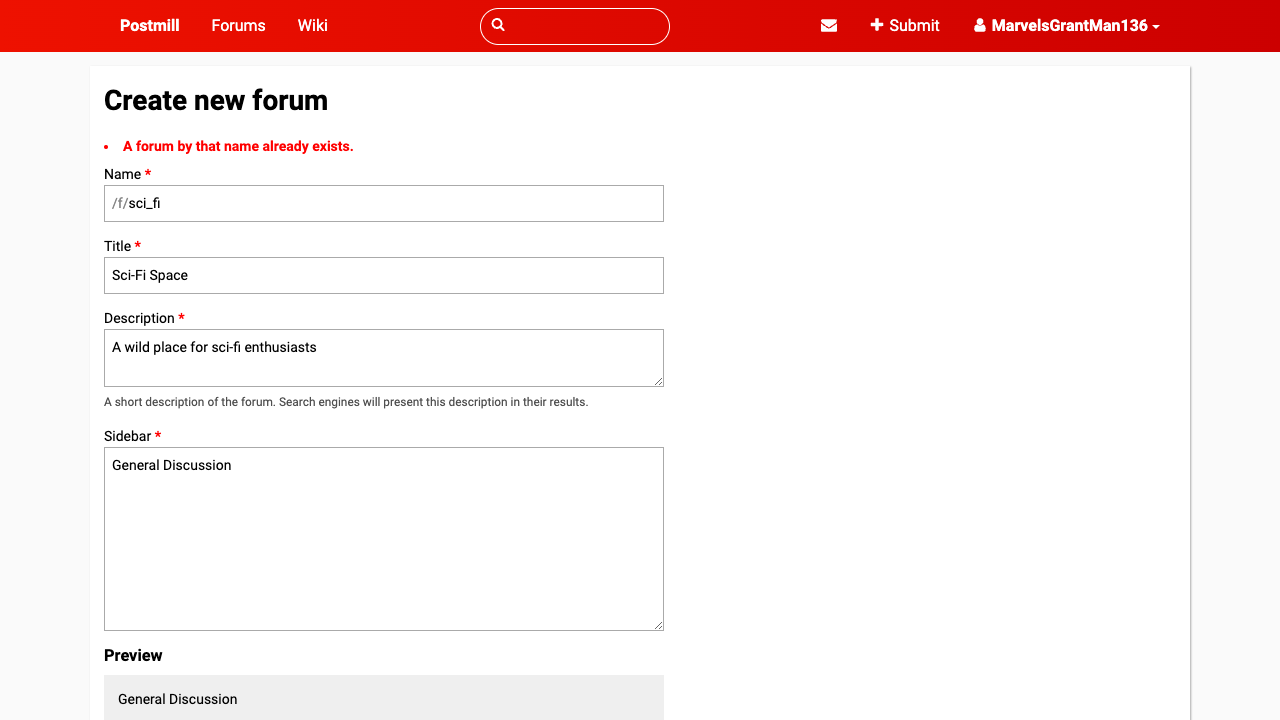 Postmill Forums Wiki Submit MarvelsGrantMan136
Create new forum
A forum by that name already exists.
Name *
/f/sci_fi
Title *
Sci-Fi Space
Description *
A wild place for sci-fi enthusiasts
A short description of the forum. Search engines will present this description in their results.
Sidebar *
General Discussion
Preview
General Discussion